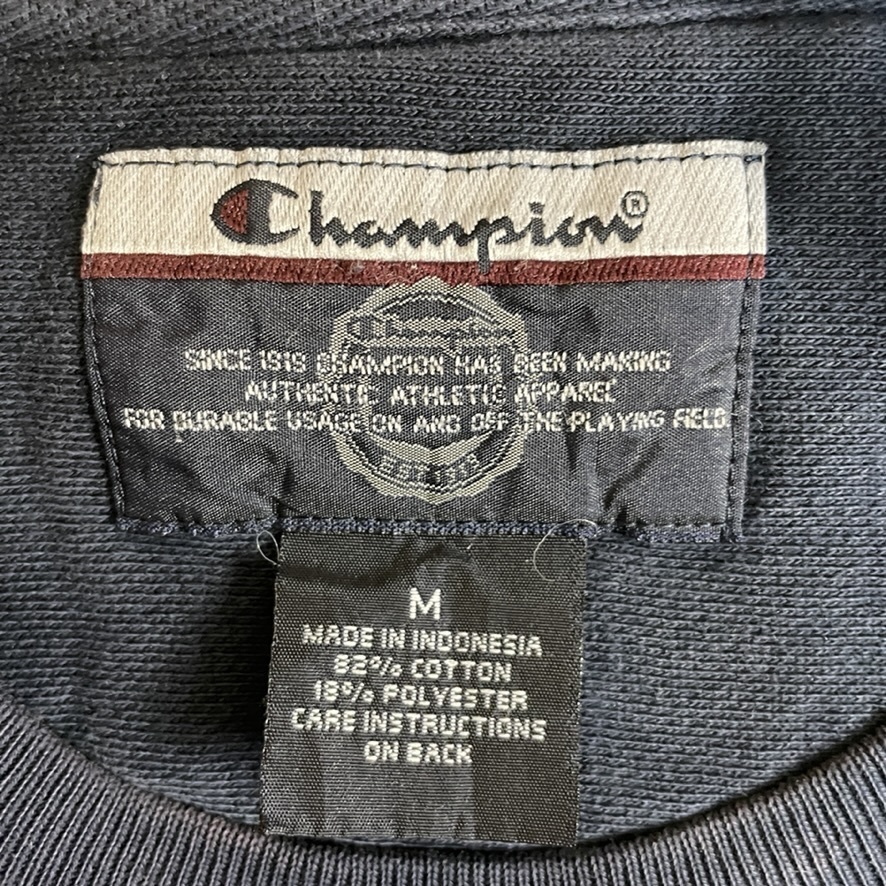 Champion®
Champion
SINCE 1919 CHAMPION HAS BEEN MAKING
AUTHENTIC ATHLETIC APPAREL
FOR DURABLE USAGE ON AND OFF THE PLAYING FIELD.
M
MADE IN INDONESIA
82% COTTON
18% POLYESTER
CARE INSTRUCTIONS
ON BACK